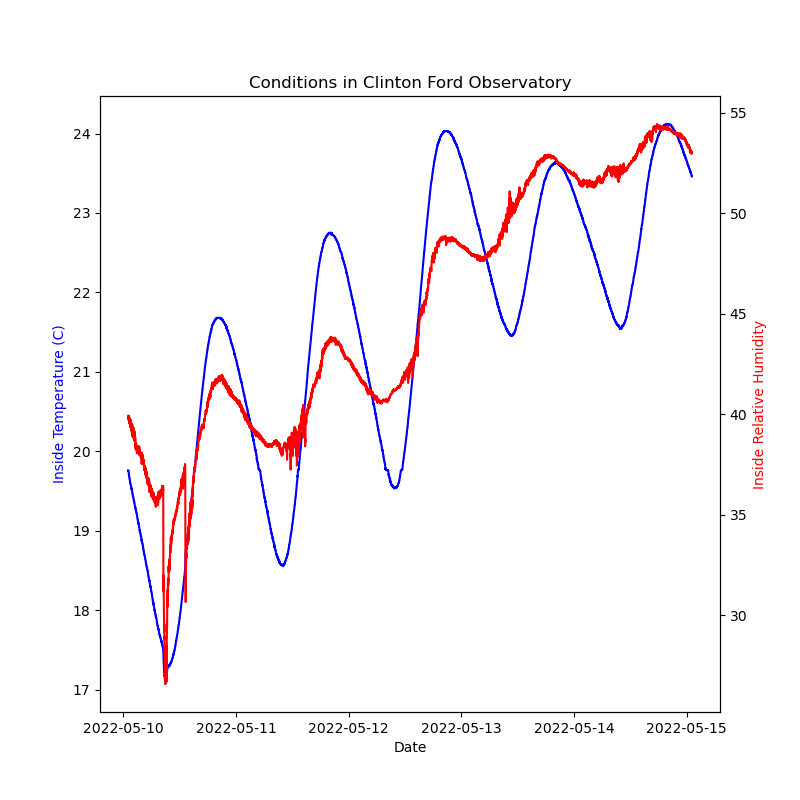 Conditions in Clinton Ford Observatory
Inside Temperature (C)
24
23
22
21
20
19
18
17
55
50
45
40
35
30
Inside Relative Humidity
2022-05-10 2022-05-11 2022-05-12 2022-05-13 2022-05-14 2022-05-15
Date